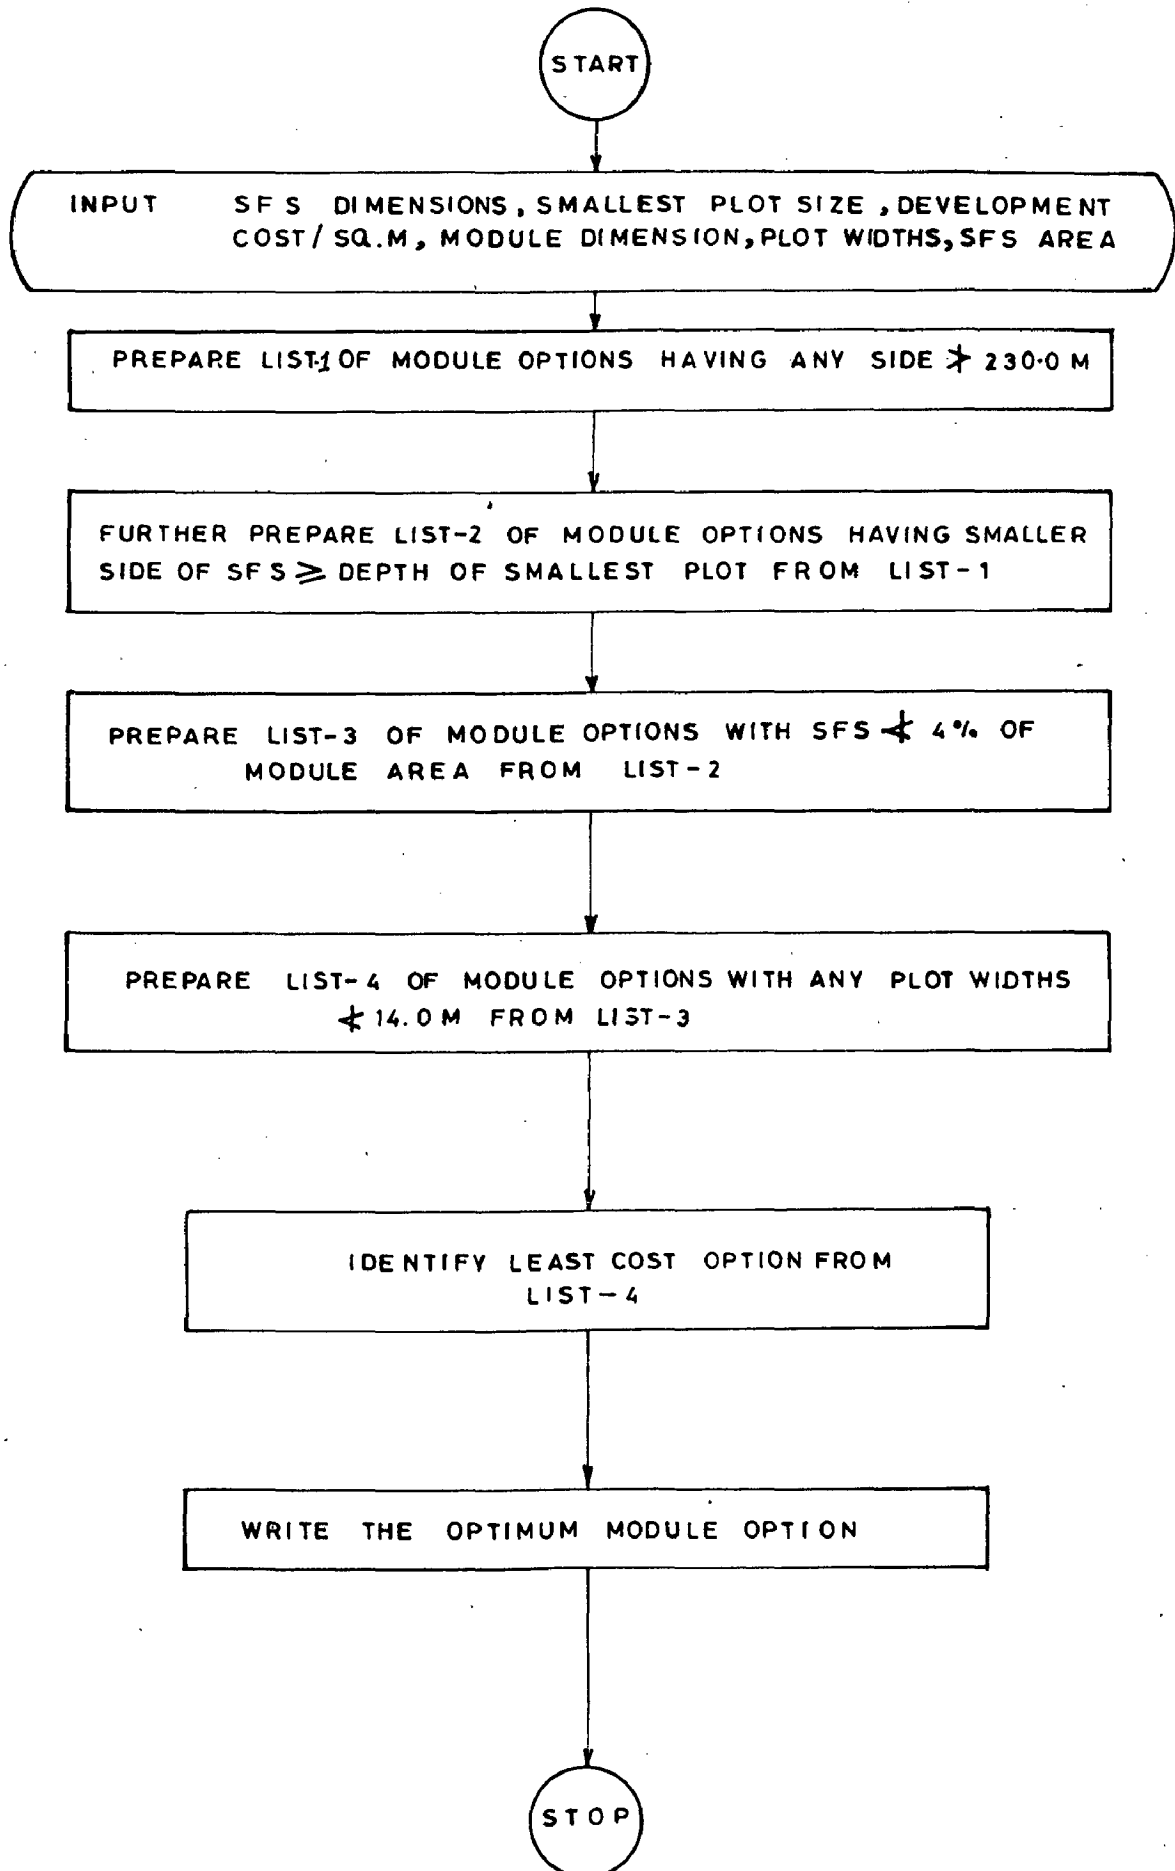 START
INPUT SFS DIMENSIONS, SMALLEST PLOT SIZE, DEVELOPMENT
COST/SQ.M, MODULE DIMENSION, PLOT WIDTHS, SFS AREA
PREPARE LIST-1 OF MODULE OPTIONS HAVING ANY SIDE ≯ 230.0 M
FURTHER PREPARE LIST-2 OF MODULE OPTIONS HAVING SMALLER
SIDE OF SFS ⩾ DEPTH OF SMALLEST PLOT FROM LIST-1
PREPARE LIST-3 OF MODULE OPTIONS WITH SFS ≮ 4% OF
MODULE AREA FROM LIST-2
PREPARE LIST-4 OF MODULE OPTIONS WITH ANY PLOT WIDTHS
≮ 14.0 M FROM LIST-3
IDENTIFY LEAST COST OPTION FROM
LIST-4
WRITE THE OPTIMUM MODULE OPTION
STOP